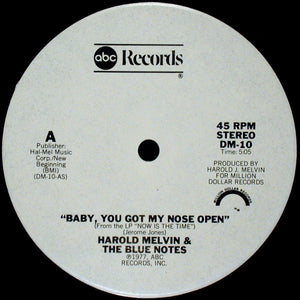 abc Records
®
A
Publisher:
Hal-Mel Music
Corp./New
Beginning
(BMI)
(DM-10-AS)
45 RPM
STEREO
DM-10
Time: 5:05
PRODUCED BY
HAROLD J. MELVIN
FOR MILLION
DOLLAR RECORDS
"BABY, YOU GOT MY NOSE OPEN"
(From the LP "NOW IS THE TIME")
(Jerome Jones)
HAROLD MELVIN &
THE BLUE NOTES
℗1977, ABC
RECORDS, INC.